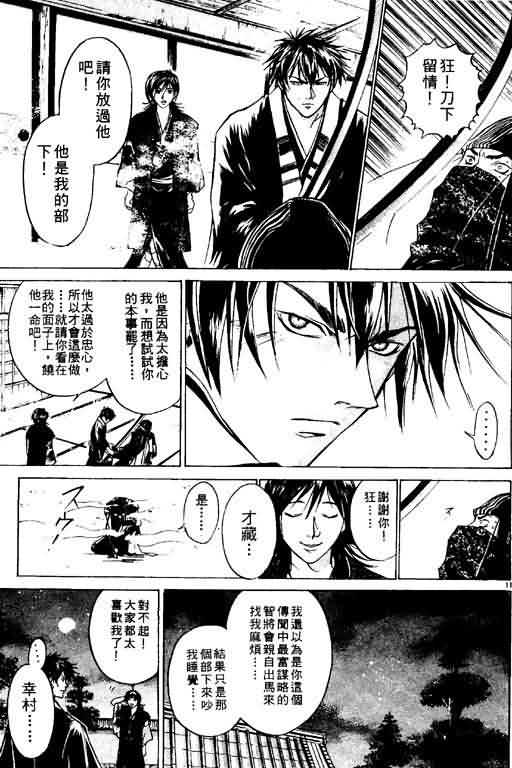 狂！刀下
留情！
請你放過他
吧！
他是我的部
下！
……
他是因為太擔心
我，而想試試你
的本事罷了……
他太過於忠心，
所以才會這麼做
……就請你看在
我的面子上，饒
他一命吧！
謝謝你！
狂……
才藏…
是……
スゥー
11
我還以為是你這個
傳聞中最富謀略的
智將會親自出馬來
找我麻煩……
結果只是那
個部下來吵
我睡覺……
對不起！
大家都太
喜歡我了！
幸村……